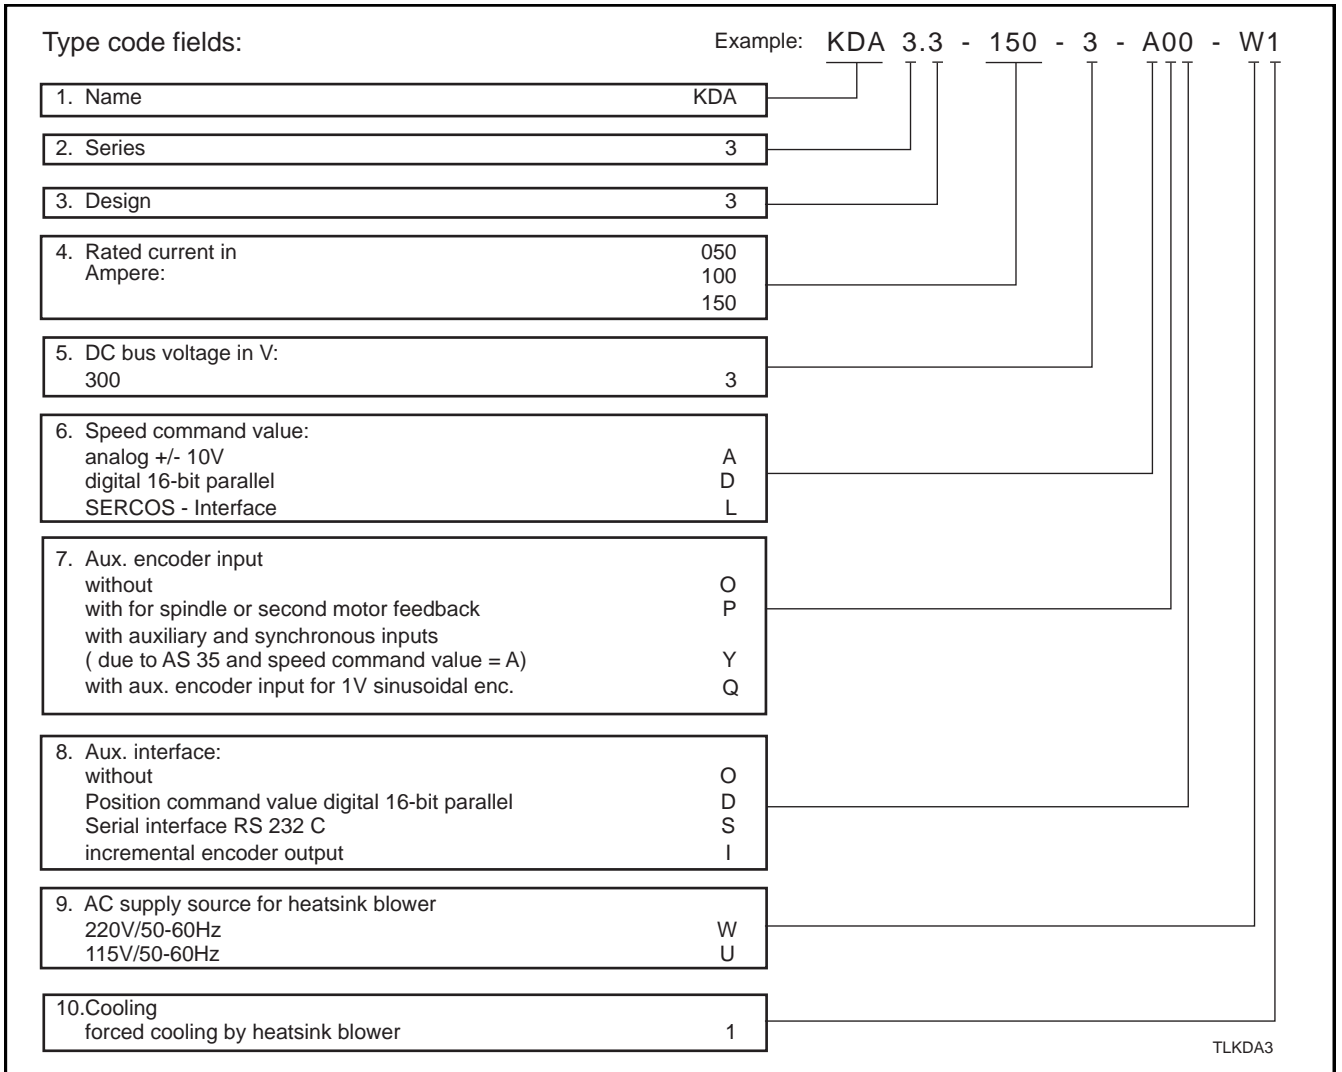 Type code fields: Example: KDA 3.3 - 150 - 3 - A00 - W1
1. Name KDA
2. Series 3
3. Design 3
4. Rated current in 050
Ampere: 100
150
5. DC bus voltage in V:
300 3
6. Speed command value:
analog +/- 10V A
digital 16-bit parallel D
SERCOS - Interface L
7. Aux. encoder input
without O
with for spindle or second motor feedback P
with auxiliary and synchronous inputs
( due to AS 35 and speed command value = A) Y
with aux. encoder input for 1V sinusoidal enc. Q
8. Aux. interface:
without O
Position command value digital 16-bit parallel D
Serial interface RS 232 C S
incremental encoder output I
9. AC supply source for heatsink blower
220V/50-60Hz W
115V/50-60Hz U
10.Cooling
forced cooling by heatsink blower 1
TLKDA3